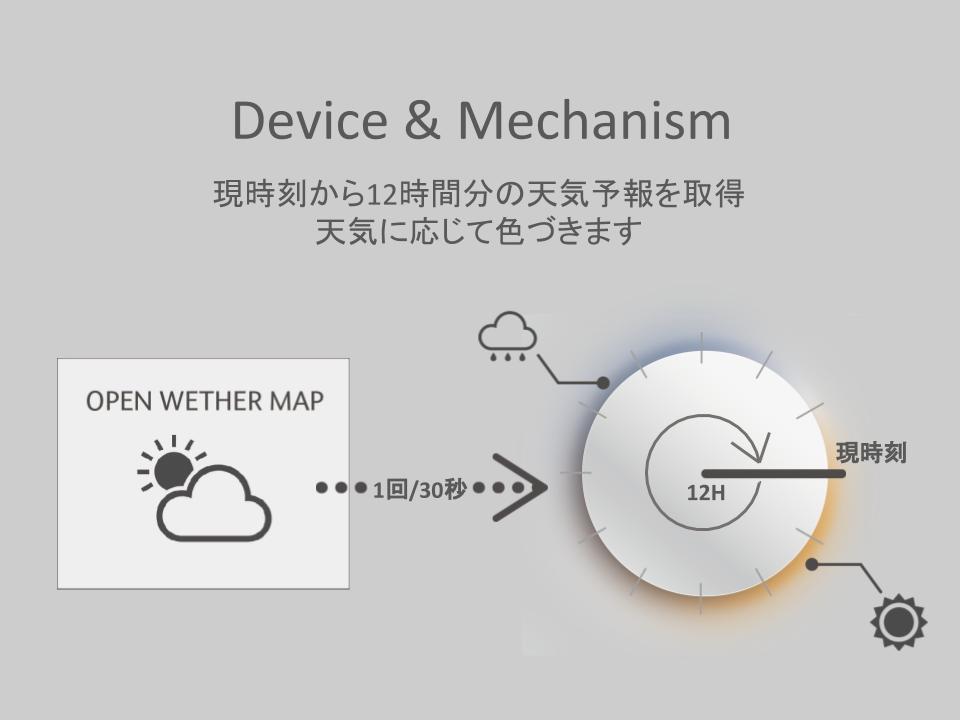 Device & Mechanism
現時刻から12時間分の天気予報を取得
天気に応じて色づきます
OPEN WETHER MAP
1回/30秒
現時刻
12H